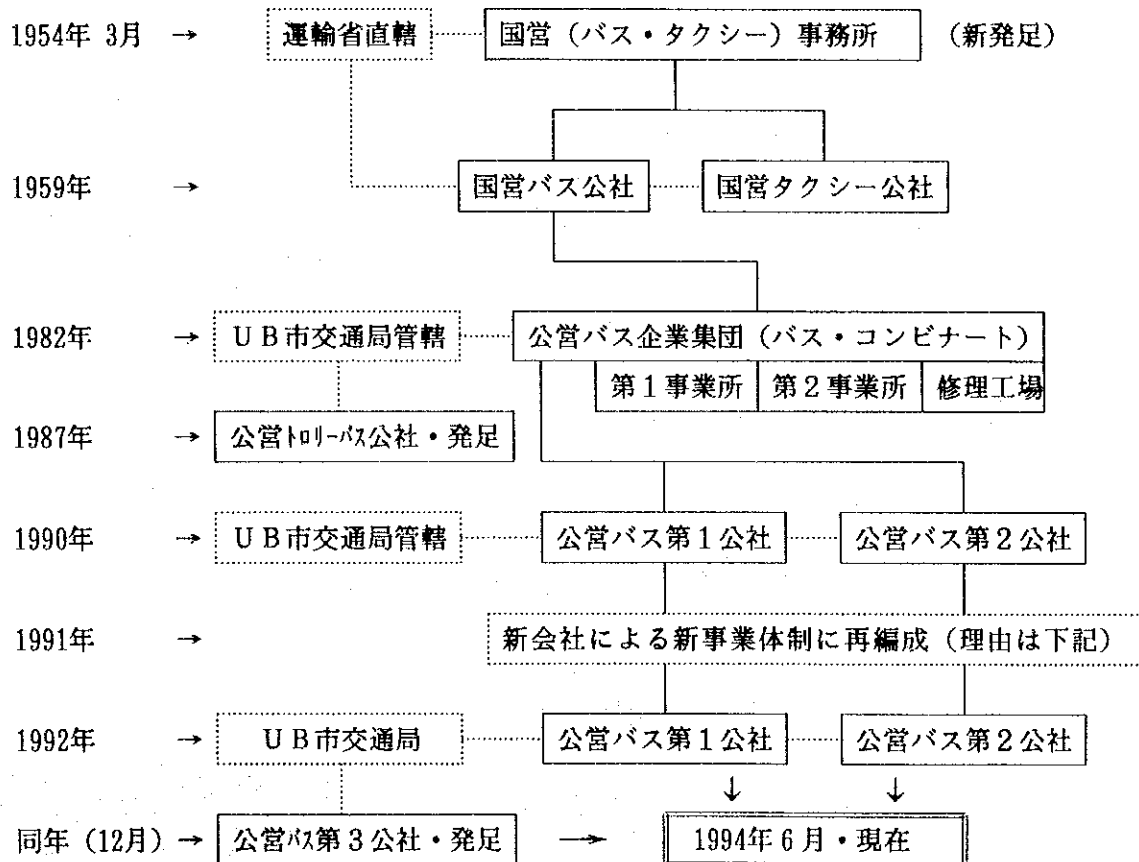 1954年 3月 → 運輸省直轄 国営(バス・タクシー)事務所 (新発足)
1959年 → 国営バス公社 国営タクシー公社
1982年 → UB市交通局管轄 公営バス企業集団(バス・コンビナート)
第1事業所 第2事業所 修理工場
1987年 → 公営トロリーバス公社・発足
1990年 → UB市交通局管轄 公営バス第1公社 公営バス第2公社
1991年 → 新会社による新事業体制に再編成(理由は下記)
1992年 → UB市交通局 公営バス第1公社 公営バス第2公社
↓ ↓
同年(12月) → 公営バス第3公社・発足 → 1994年6月・現在